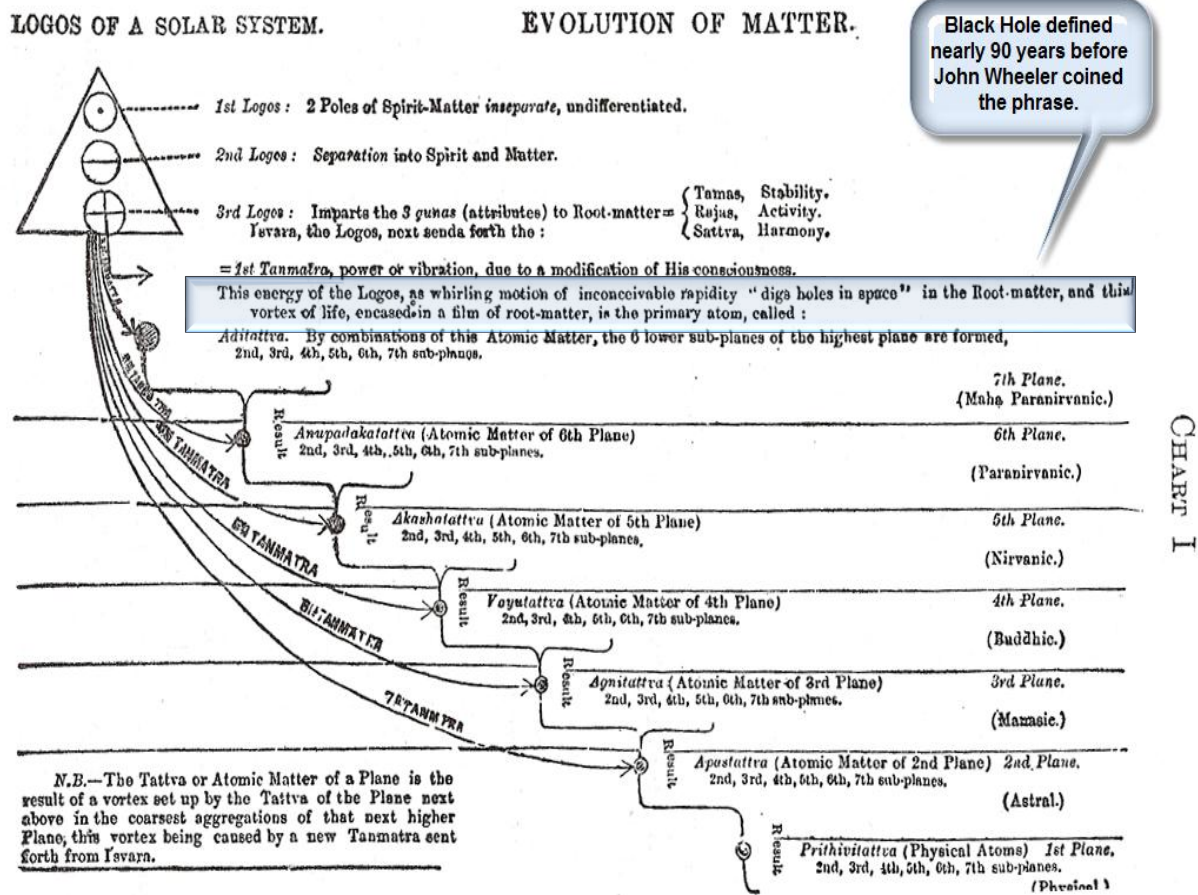 LOGOS OF A SOLAR SYSTEM.
EVOLUTION OF MATTER.
Black Hole defined
nearly 90 years before
John Wheeler coined
the phrase.
1st Logos: 2 Poles of Spirit-Matter inseparate, undifferentiated.
2nd Logos: Separation into Spirit and Matter.
3rd Logos: Imparts the 3 gunas (attributes) to Root-matter=
Tamas, Stability.
Rajas, Activity.
Sattva, Harmony.
I'svara, the Logos, next sends forth the:
=1st Tanmatra, power or vibration, due to a modification of His consciousness.
This energy of the Logos, as whirling motion of inconceivable rapidity "digs holes in space" in the Root-matter, and this
vortex of life, encased in a film of root-matter, is the primary atom, called:
Aditattva. By combinations of this Atomic Matter, the 6 lower sub-planes of the highest plane are formed,
2nd, 3rd, 4th, 5th, 6th, 7th sub-planes.
7th Plane.
(Maha Paranirvanic.)
TANMATRA
Result
Anupadakatattva (Atomic Matter of 6th Plane)
2nd, 3rd, 4th, 5th, 6th, 7th sub-planes.
6th Plane.
(Paranirvanic.)
TANMATRA
Result
Akashatattva (Atomic Matter of 5th Plane)
2nd, 3rd, 4th, 5th, 6th, 7th sub-planes.
5th Plane.
(Nirvanic.)
TANMATRA
Result
Vayutattva (Atomic Matter of 4th Plane)
2nd, 3rd, 4th, 5th, 6th, 7th sub-planes.
4th Plane.
(Buddhic.)
Result
Agnitattva (Atomic Matter of 3rd Plane)
2nd, 3rd, 4th, 5th, 6th, 7th sub-planes.
3rd Plane.
(Manasic.)
Result
Apastattva (Atomic Matter of 2nd Plane)
2nd, 3rd, 4th, 5th, 6th, 7th sub-planes.
2nd Plane.
(Astral.)
Result
Prithivitattva (Physical Atoms)
2nd, 3rd, 4th, 5th, 6th, 7th sub-planes.
1st Plane.
(Physical.)
N.B.—The Tattva or Atomic Matter of a Plane is the
result of a vortex set up by the Tattva of the Plane next
above in the coarsest aggregations of that next higher
Plane; this vortex being caused by a new Tanmatra sent
forth from I'svara.
CHART I